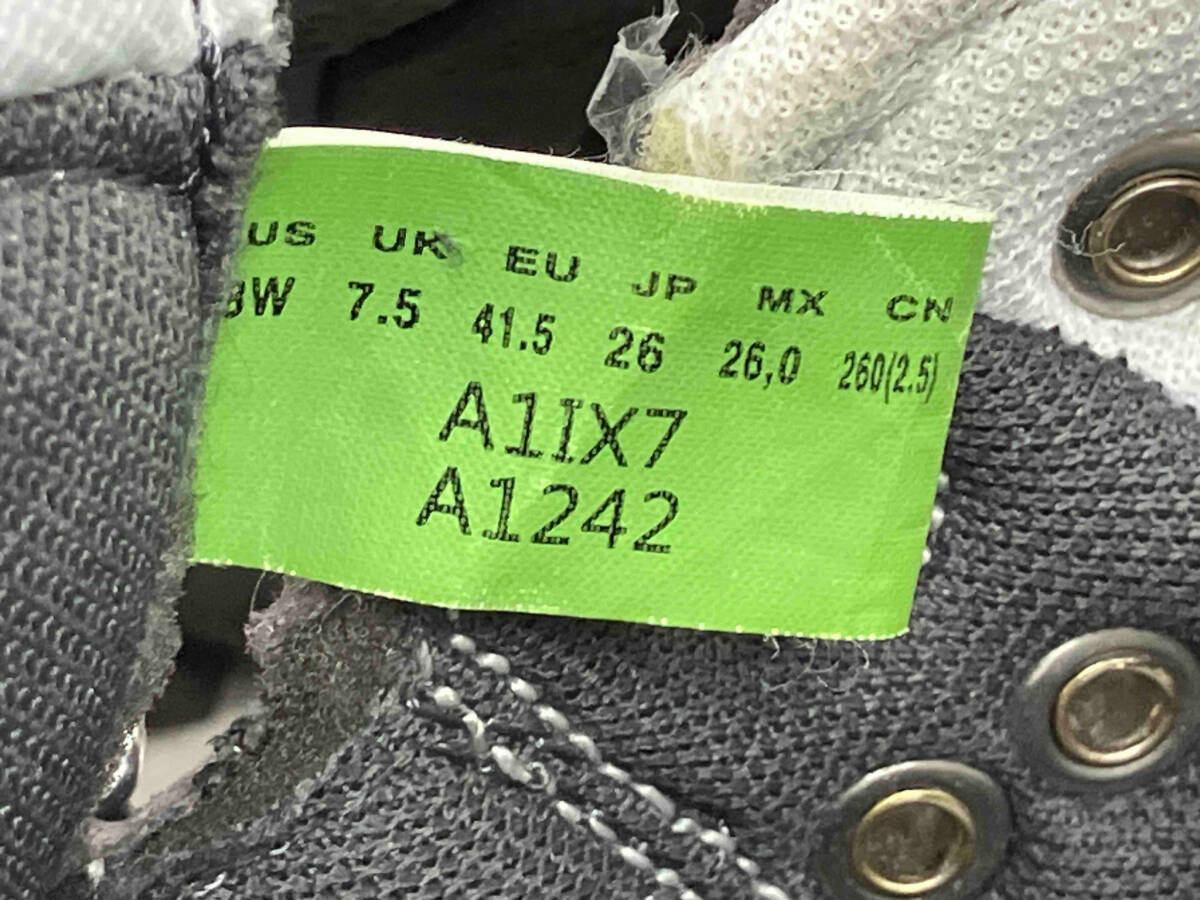 US UK EU JP MX CN
8W 7.5 41.5 26 26,0 260(2.5)
A1IX7
A1242